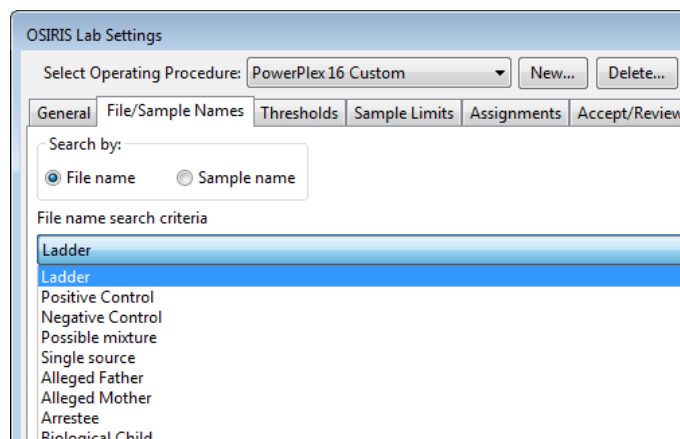 OSIRIS Lab Settings
Select Operating Procedure: PowerPlex 16 Custom New... Delete...
General File/Sample Names Thresholds Sample Limits Assignments Accept/Review
Search by:
File name Sample name
File name search criteria
Ladder
Ladder
Positive Control
Negative Control
Possible mixture
Single source
Alleged Father
Alleged Mother
Arrestee
Biological Child